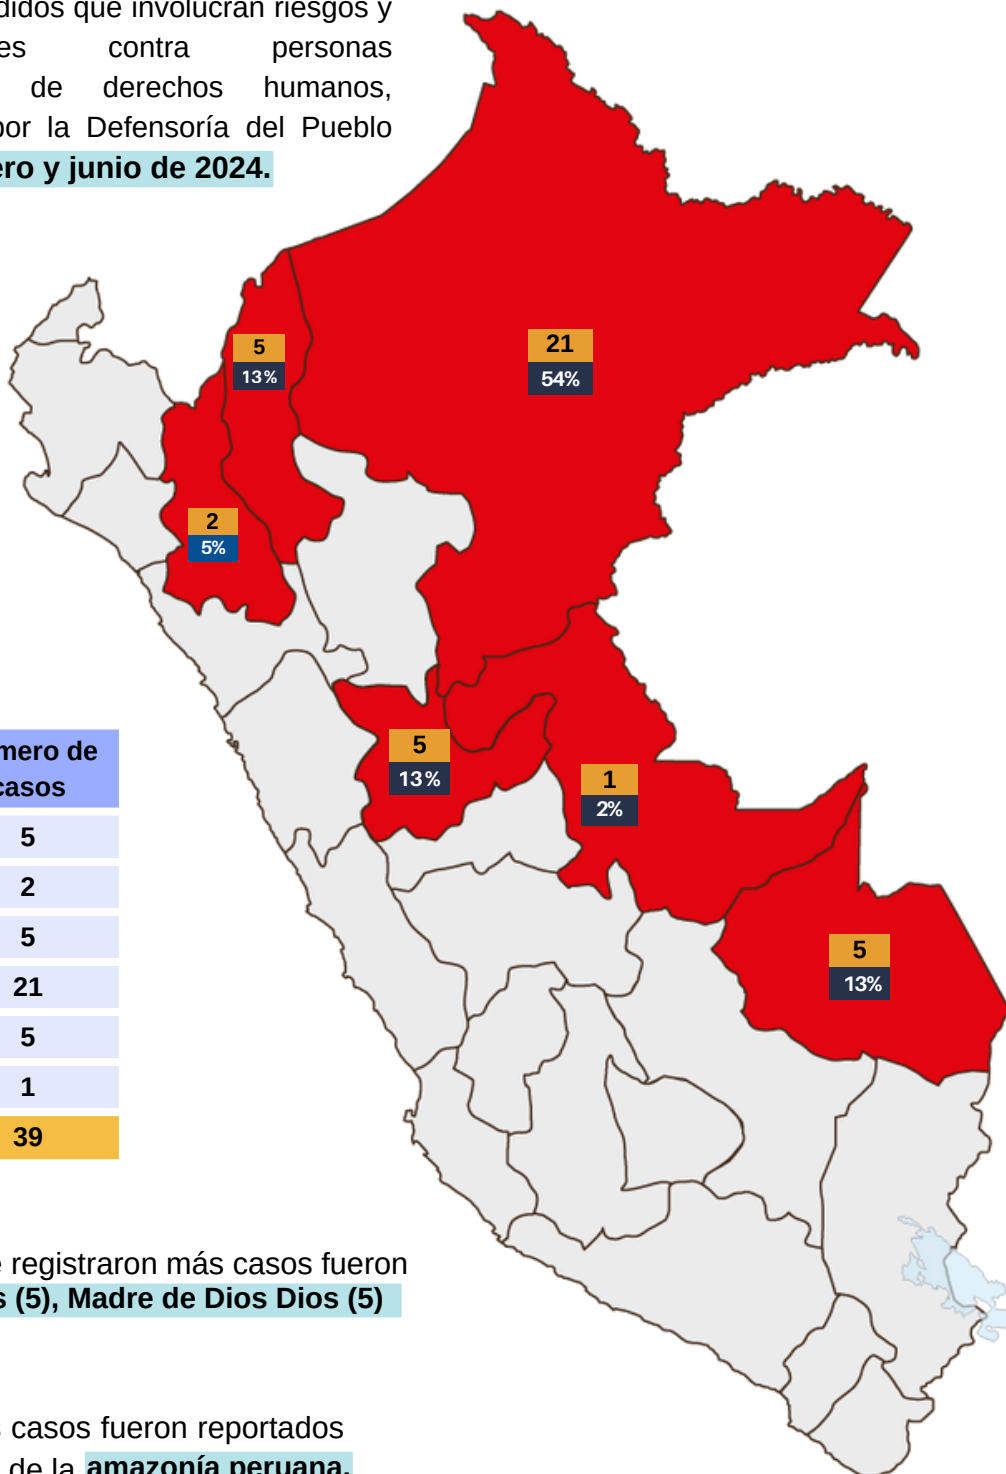 didos que involucran riesgos y
es contra personas
de derechos humanos,
por la Defensoría del Pueblo
ero y junio de 2024.
5
13%
21
54%
2
5%
5
13%
1
2%
5
13%
mero de
casos
5
2
5
21
5
1
39
e registraron más casos fueron
s (5), Madre de Dios Dios (5)
s casos fueron reportados
de la amazonía peruana.